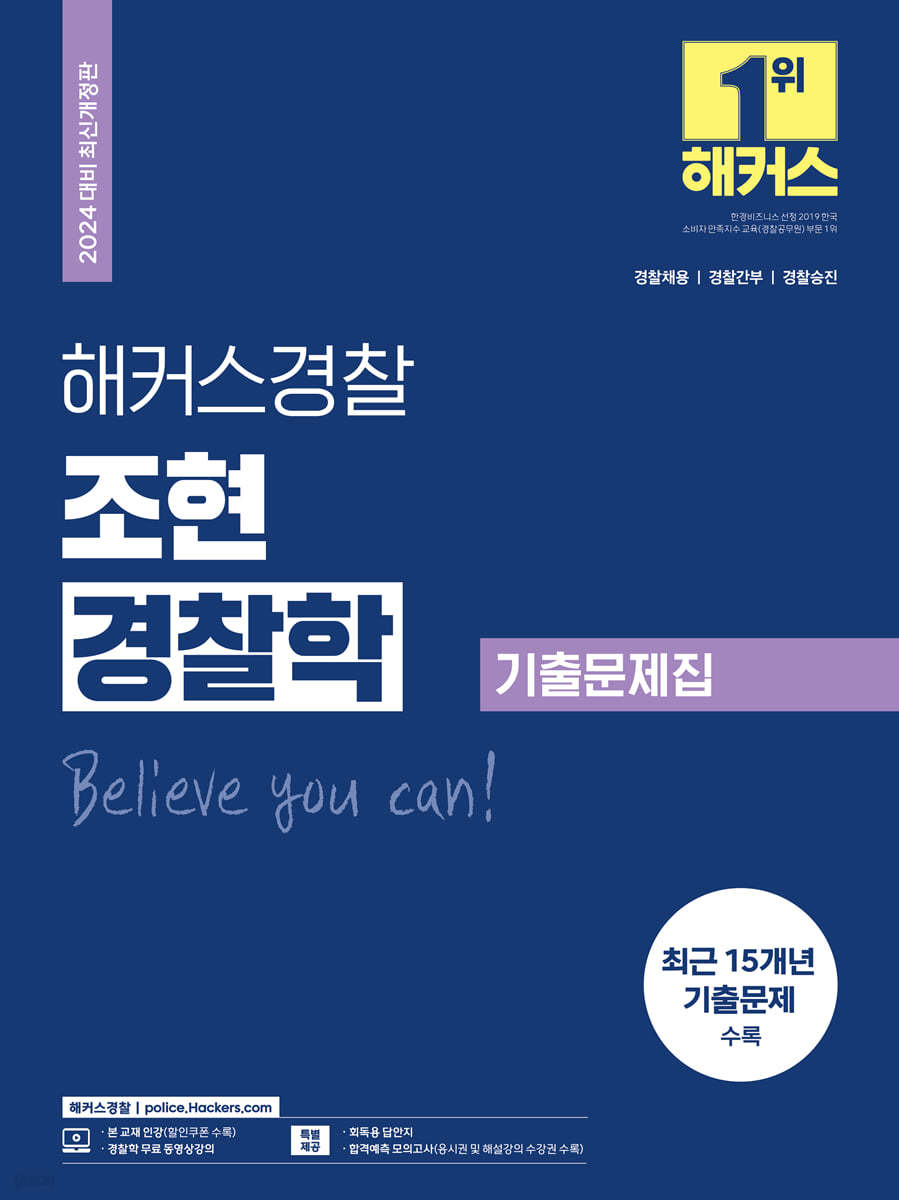 2024 대비 최신개정판
1위
해커스
한경비즈니스 선정 2019 한국
소비자 만족지수 교육(경찰공무원) 부문 1위
경찰채용 | 경찰간부 | 경찰승진
해커스경찰
조현
경찰학
기출문제집
Believe you can!
최근 15개년
기출문제
수록
해커스경찰 | police.Hackers.com
· 본 교재 인강(할인쿠폰 수록)
· 경찰학 무료 동영상강의
특별
제공
· 회독용 답안지
· 합격예측 모의고사(응시권 및 해설강의 수강권 수록)